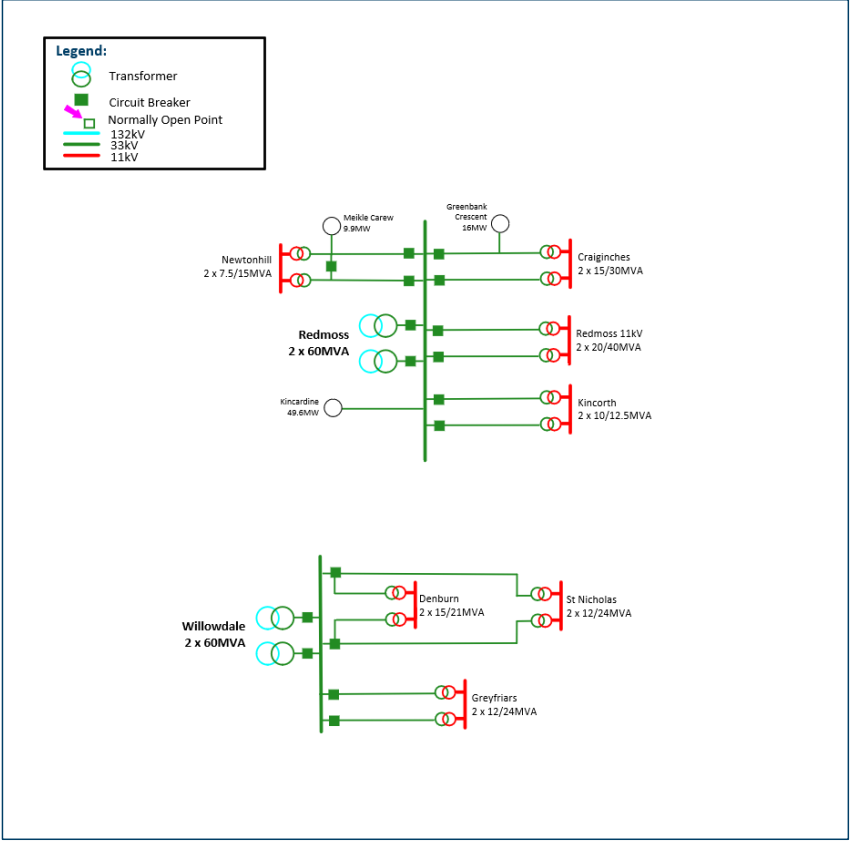 Legend:
Transformer
Circuit Breaker
Normally Open Point
132kV
33kV
11kV
Meikle Carew
9.9MW
Greenbank
Crescent
16MW
Newtonhill
2 x 7.5/15MVA
Craiginches
2 x 15/30MVA
Redmoss
2 x 60MVA
Redmoss 11kV
2 x 20/40MVA
Kincardine
49.6MW
Kincorth
2 x 10/12.5MVA
Denburn
2 x 15/21MVA
St Nicholas
2 x 12/24MVA
Willowdale
2 x 60MVA
Greyfriars
2 x 12/24MVA